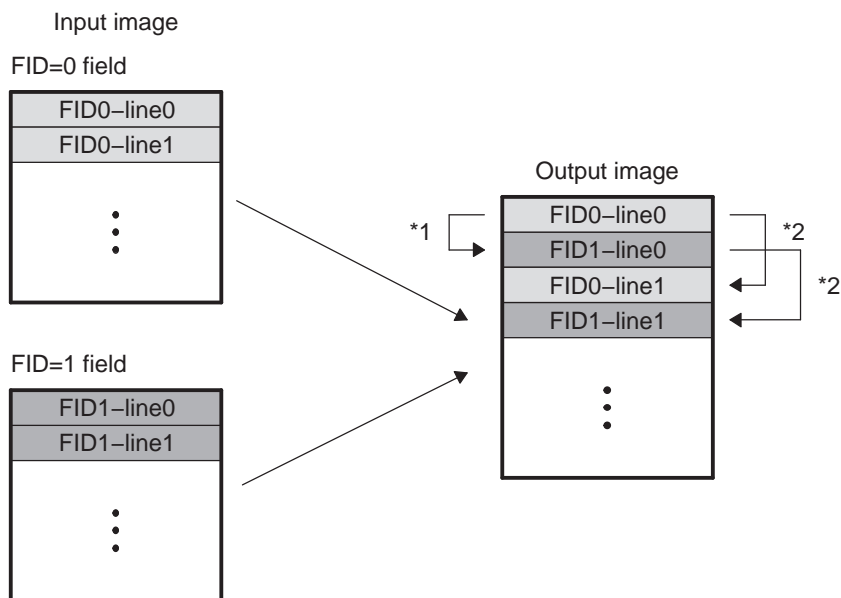 Input image
FID=0 field
FID0−line0
FID0−line1
FID=1 field
FID1−line0
FID1−line1
Output image
*1
FID0−line0
FID1−line0
FID0−line1
FID1−line1
*2
*2